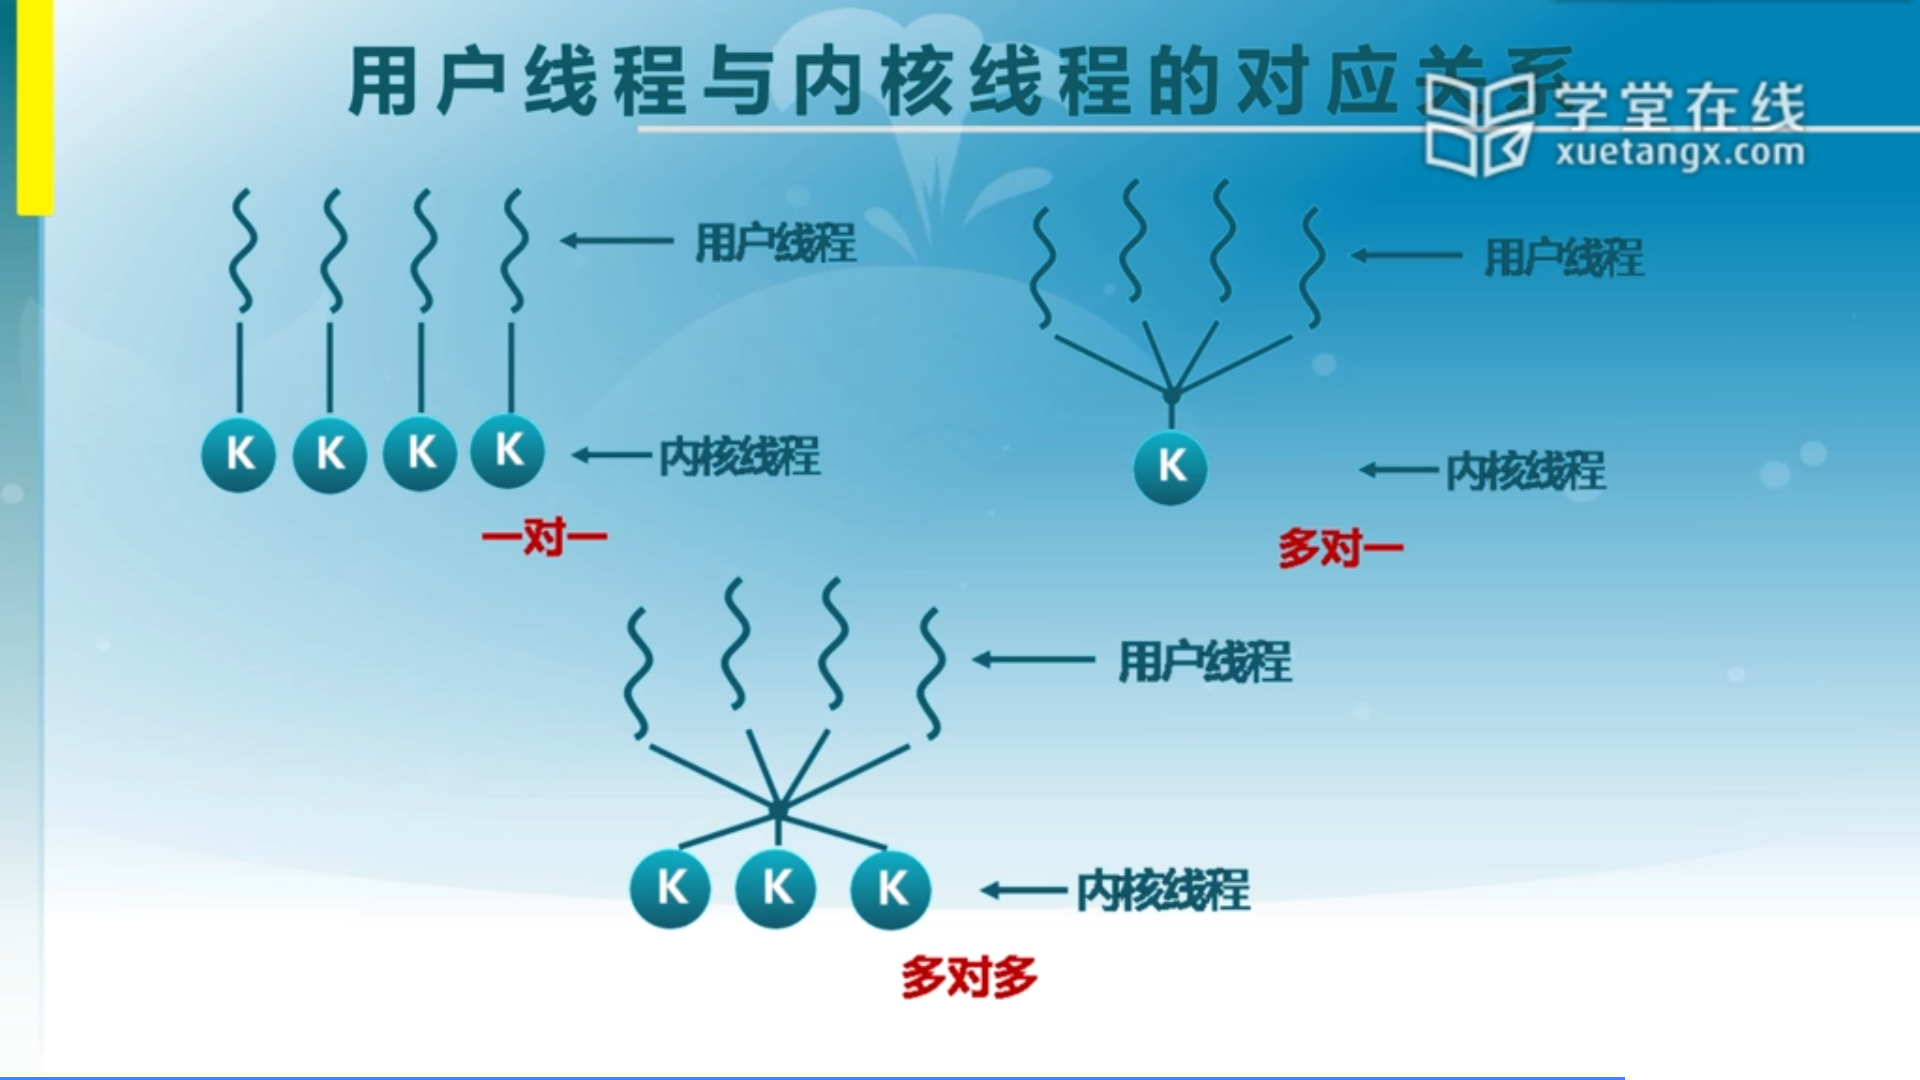 用户线程与内核线程的对应关系
学堂在线
xuetangx.com
用户线程
K K K K
内核线程
一对一
用户线程
K
内核线程
多对一
用户线程
K K K
内核线程
多对多